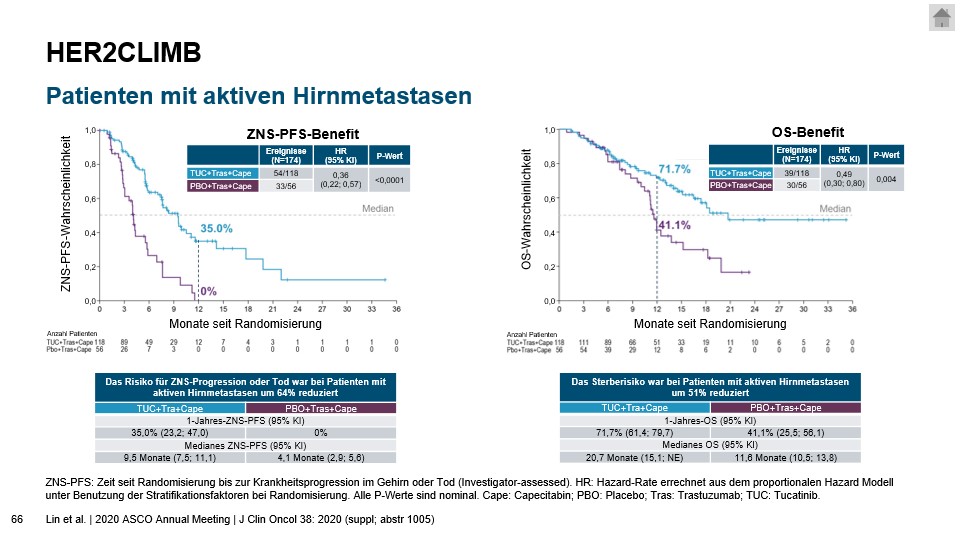 HER2CLIMB
Patienten mit aktiven Hirnmetastasen
ZNS-PFS-Benefit
Ereignisse (N=174) HR (95% KI) P-Wert
TUC+Tras+Cape 54/118 0,36 (0,22; 0,57) <0,0001
PBO+Tras+Cape 33/56
ZNS-PFS-Wahrscheinlichkeit
1,0
0,8
0,6
0,4
0,2
0,0
Median
35.0%
0%
0 3 6 9 12 15 18 21 24 27 30 33 36
Monate seit Randomisierung
Anzahl Patienten
TUC+Tras+Cape 118 89 49 29 12 7 4 3 1 1 1 1 0
Pbo+Tras+Cape 56 26 7 3 0 0 0 0 0 0 0 0 0
OS-Benefit
Ereignisse (N=174) HR (95% KI) P-Wert
TUC+Tras+Cape 39/118 0,49 (0,30; 0,80) 0,004
PBO+Tras+Cape 30/56
OS-Wahrscheinlichkeit
1,0
0,8
0,6
0,4
0,2
0,0
71.7%
Median
41.1%
0 3 6 9 12 15 18 21 24 27 30 33 36
Monate seit Randomisierung
Anzahl Patienten
TUC+Tras+Cape 118 111 89 66 51 33 19 11 10 6 5 2 0
Pbo+Tras+Cape 56 54 39 29 12 8 6 2 0 0 0 0 0
Das Risiko für ZNS-Progression oder Tod war bei Patienten mit
aktiven Hirnmetastasen um 64% reduziert
TUC+Tra+Cape PBO+Tras+Cape
1-Jahres-ZNS-PFS (95% KI)
35,0% (23,2; 47,0) 0%
Medianes ZNS-PFS (95% KI)
9,5 Monate (7,5; 11,1) 4,1 Monate (2,9; 5,6)
Das Sterberisiko war bei Patienten mit aktiven Hirnmetastasen
um 51% reduziert
TUC+Tra+Cape PBO+Tras+Cape
1-Jahres-OS (95% KI)
71,7% (61,4; 79,7) 41,1% (25,5; 56,1)
Medianes OS (95% KI)
20,7 Monate (15,1; NE) 11,6 Monate (10,5; 13,8)
ZNS-PFS: Zeit seit Randomisierung bis zur Krankheitsprogression im Gehirn oder Tod (Investigator-assessed). HR: Hazard-Rate errechnet aus dem proportionalen Hazard Modell
unter Benutzung der Stratifikationsfaktoren bei Randomisierung. Alle P-Werte sind nominal. Cape: Capecitabin; PBO: Placebo; Tras: Trastuzumab; TUC: Tucatinib.
66 Lin et al. | 2020 ASCO Annual Meeting | J Clin Oncol 38: 2020 (suppl; abstr 1005)